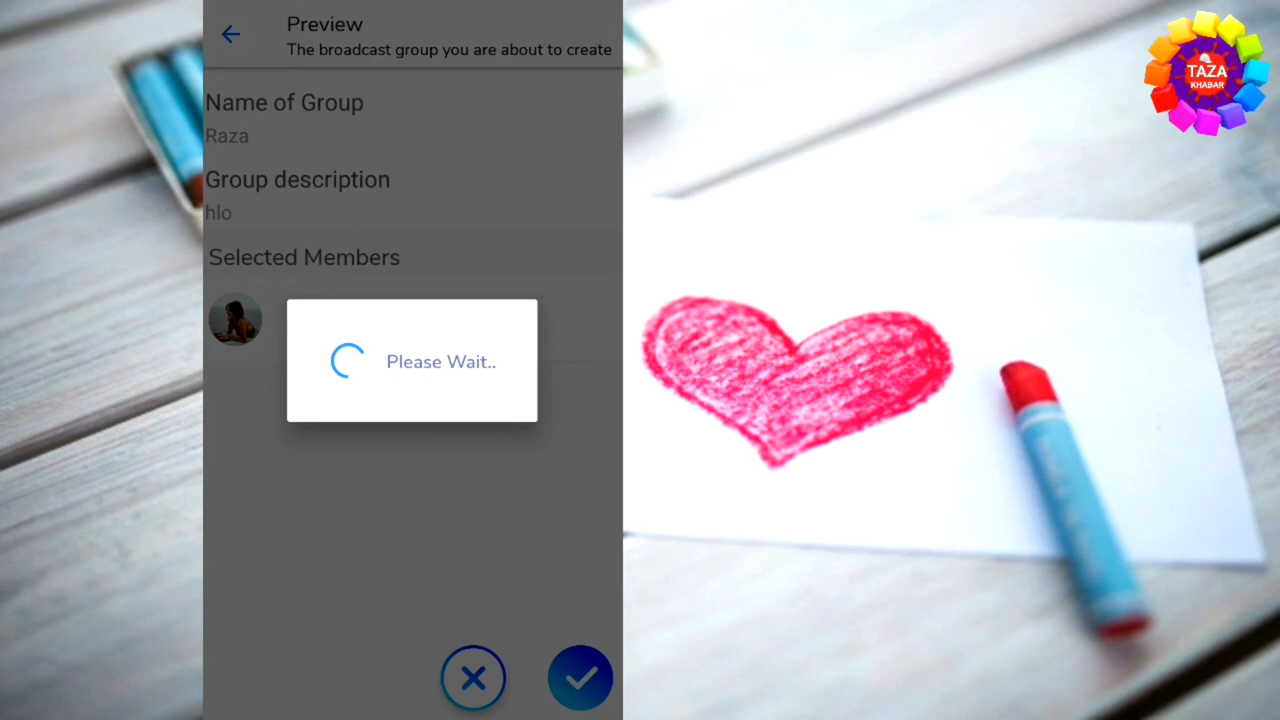 Preview
The broadcast group you are about to create
Name of Group
Raza
Group description
hlo
Selected Members
Please Wait..
TAZA
KHABAR